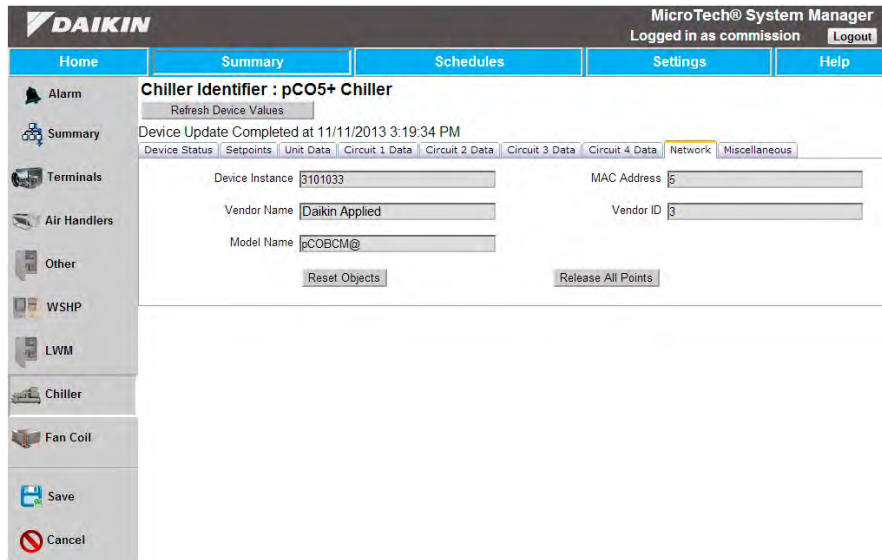 DAIKIN
MicroTech® System Manager
Logged in as commission Logout
Home Summary Schedules Settings Help
Alarm
Summary
Terminals
Air Handlers
Other
WSHP
LWM
Chiller
Fan Coil
Save
Cancel
Chiller Identifier : pCO5+ Chiller
Refresh Device Values
Device Update Completed at 11/11/2013 3:19:34 PM
Device Status Setpoints Unit Data Circuit 1 Data Circuit 2 Data Circuit 3 Data Circuit 4 Data Network Miscellaneous
Device Instance 3101033 MAC Address 5
Vendor Name Daikin Applied Vendor ID 3
Model Name pCOBCM@
Reset Objects Release All Points